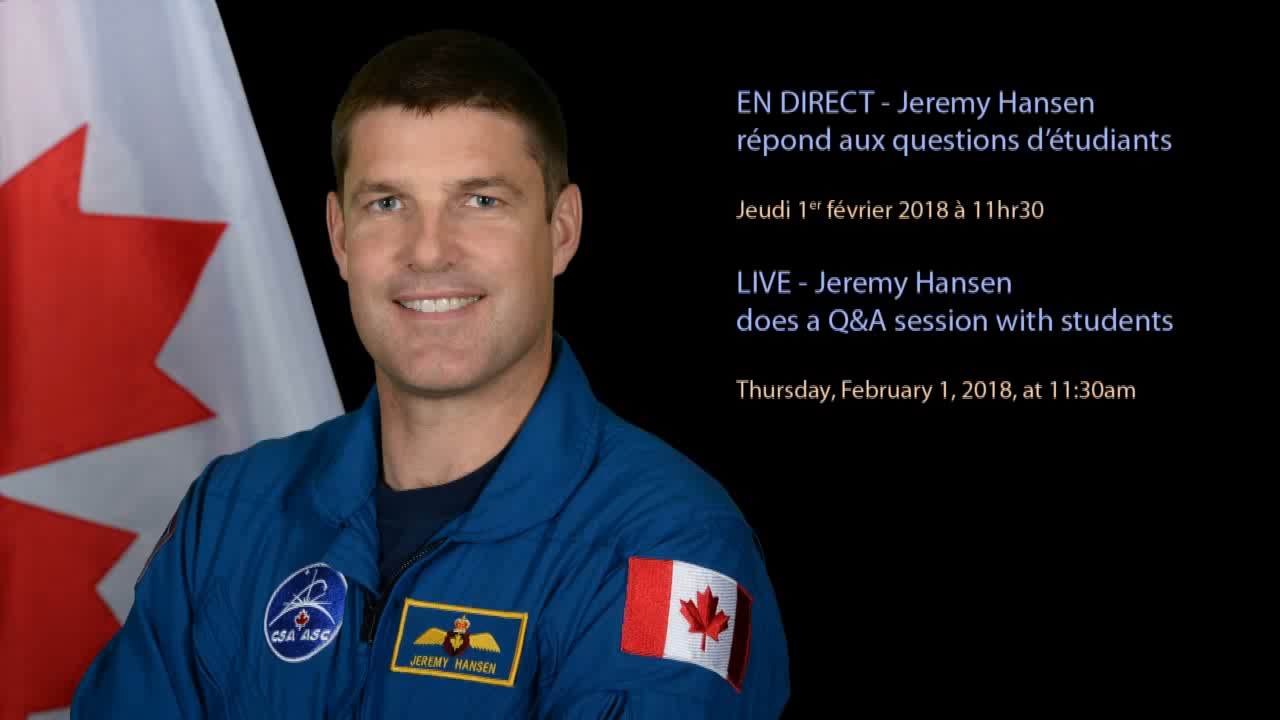 EN DIRECT - Jeremy Hansen
répond aux questions d'étudiants
Jeudi 1er février 2018 à 11hr30
LIVE - Jeremy Hansen
does a Q&A session with students
Thursday, February 1, 2018, at 11:30am
CSA ASC
JEREMY HANSEN